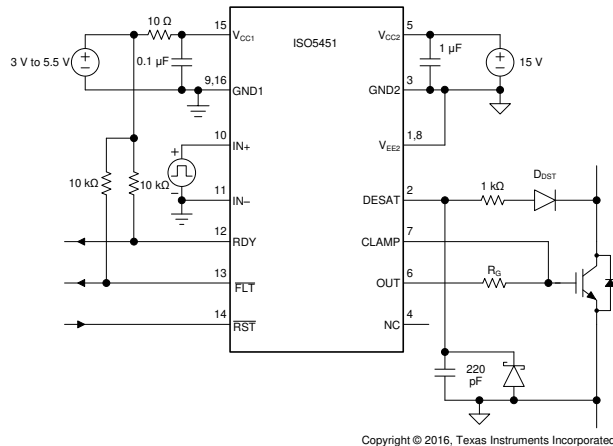 10 Ω
15
VCC1
ISO5451
VCC2
5
3 V to 5.5 V
0.1 µF
1 µF
15 V
9,16
GND1
GND2
3
10
IN+
VEE2
1,8
+
−
10 kΩ
10 kΩ
11
IN−
DESAT
2
1 kΩ
DDST
12
RDY
CLAMP
7
13
FLT
OUT
6
RG
14
RST
NC
4
220
pF
Copyright © 2016, Texas Instruments Incorporated